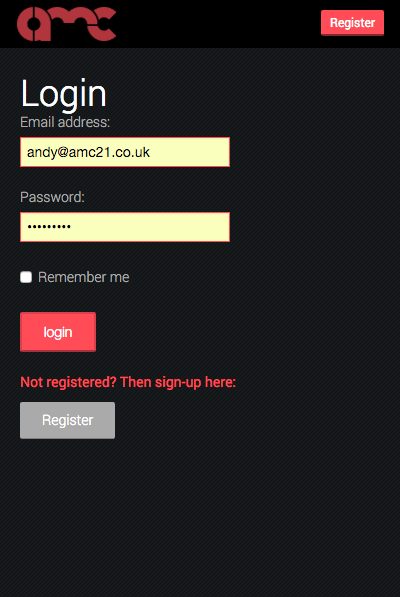 amc
Register
Login
Email address:
andy@amc21.co.uk
Password:
•••••••••
Remember me
login
Not registered? Then sign-up here:
Register